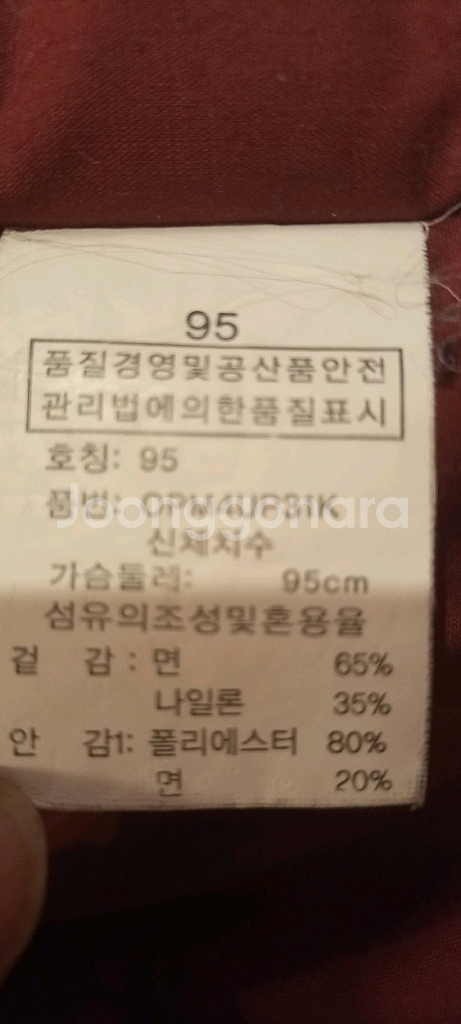 95
품질경영및공산품안전
관리법에의한품질표시
호칭: 95
품번:
Joonggonara
신체치수
가슴둘레: 95cm
섬유의조성및혼용율
겉 감 : 면 65%
나일론 35%
안 감1: 폴리에스터 80%
면 20%